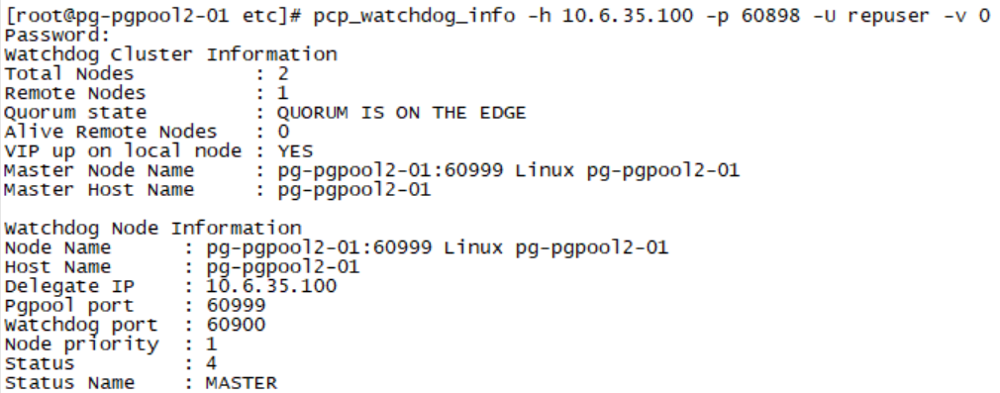 [root@pg-pgpool2-01 etc]# pcp_watchdog_info -h 10.6.35.100 -p 60898 -U repuser -v 0
Password:
Watchdog Cluster Information
Total Nodes          : 2
Remote Nodes         : 1
Quorum state         : QUORUM IS ON THE EDGE
Alive Remote Nodes   : 0
VIP up on local node : YES
Master Node Name     : pg-pgpool2-01:60999 Linux pg-pgpool2-01
Master Host Name     : pg-pgpool2-01

Watchdog Node Information
Node Name      : pg-pgpool2-01:60999 Linux pg-pgpool2-01
Host Name      : pg-pgpool2-01
Delegate IP    : 10.6.35.100
Pgpool port    : 60999
Watchdog port  : 60900
Node priority  : 1
Status         : 4
Status Name    : MASTER